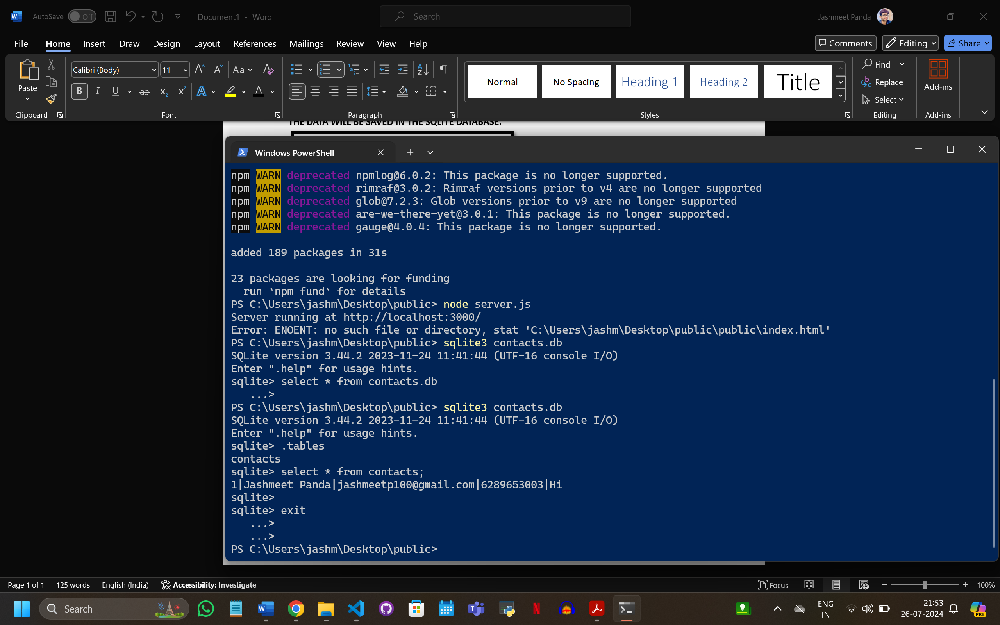 AutoSave Off Document1 - Word Search Jashmeet Panda
File Home Insert Draw Design Layout References Mailings Review View Help Comments Editing Share
Paste
Clipboard
Calibri (Body) 11
Font
Paragraph
Normal No Spacing Heading 1 Heading 2 Title
Styles
Find
Replace
Select
Editing
Add-ins
Add-ins
THE DATA WILL BE SAVED IN THE SQLITE DATABASE.
Windows PowerShell
npm WARN deprecated npmlog@6.0.2: This package is no longer supported.
npm WARN deprecated rimraf@3.0.2: Rimraf versions prior to v4 are no longer supported
npm WARN deprecated glob@7.2.3: Glob versions prior to v9 are no longer supported
npm WARN deprecated are-we-there-yet@3.0.1: This package is no longer supported.
npm WARN deprecated gauge@4.0.4: This package is no longer supported.
added 189 packages in 31s
23 packages are looking for funding
run `npm fund` for details
PS C:\Users\jashm\Desktop\public> node server.js
Server running at http://localhost:3000/
Error: ENOENT: no such file or directory, stat 'C:\Users\jashm\Desktop\public\public\index.html'
PS C:\Users\jashm\Desktop\public> sqlite3 contacts.db
SQLite version 3.44.2 2023-11-24 11:41:44 (UTF-16 console I/O)
Enter ".help" for usage hints.
sqlite> select * from contacts.db
...>
PS C:\Users\jashm\Desktop\public> sqlite3 contacts.db
SQLite version 3.44.2 2023-11-24 11:41:44 (UTF-16 console I/O)
Enter ".help" for usage hints.
sqlite> .tables
contacts
sqlite> select * from contacts;
1|Jashmeet Panda|jashmeetp100@gmail.com|6289653003|Hi
sqlite>
sqlite> exit
...>
...>
PS C:\Users\jashm\Desktop\public>
Page 1 of 1 125 words English (India) Accessibility: Investigate Focus 100%
Search
ENG
IN
21:53
26-07-2024
PRE